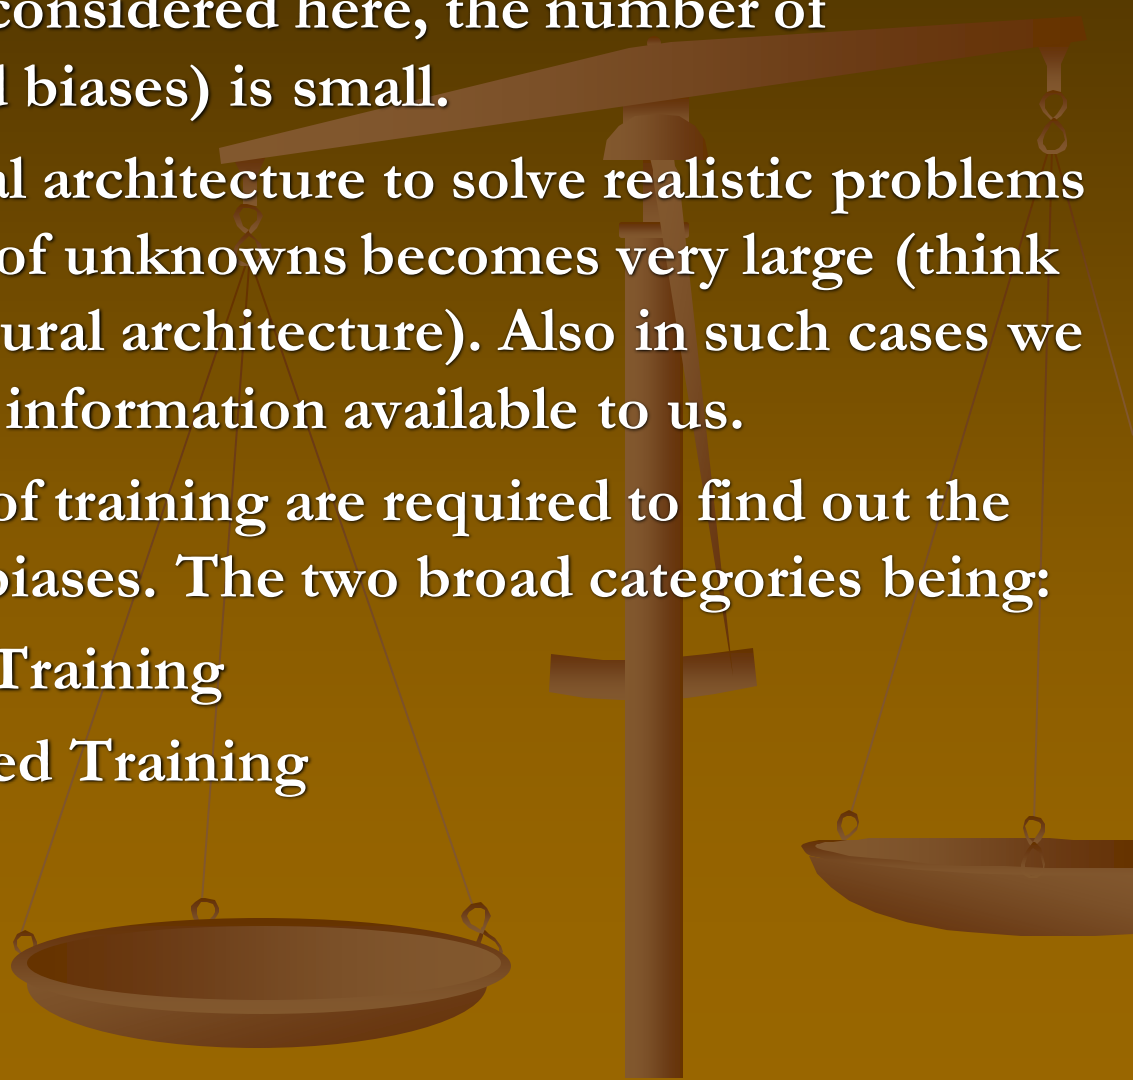 considered here, the number of
biases) is small.
architecture to solve realistic problems
of unknowns becomes very large (think
architecture). Also in such cases we
information available to us.
of training are required to find out the
biases. The two broad categories being:
Training
Training